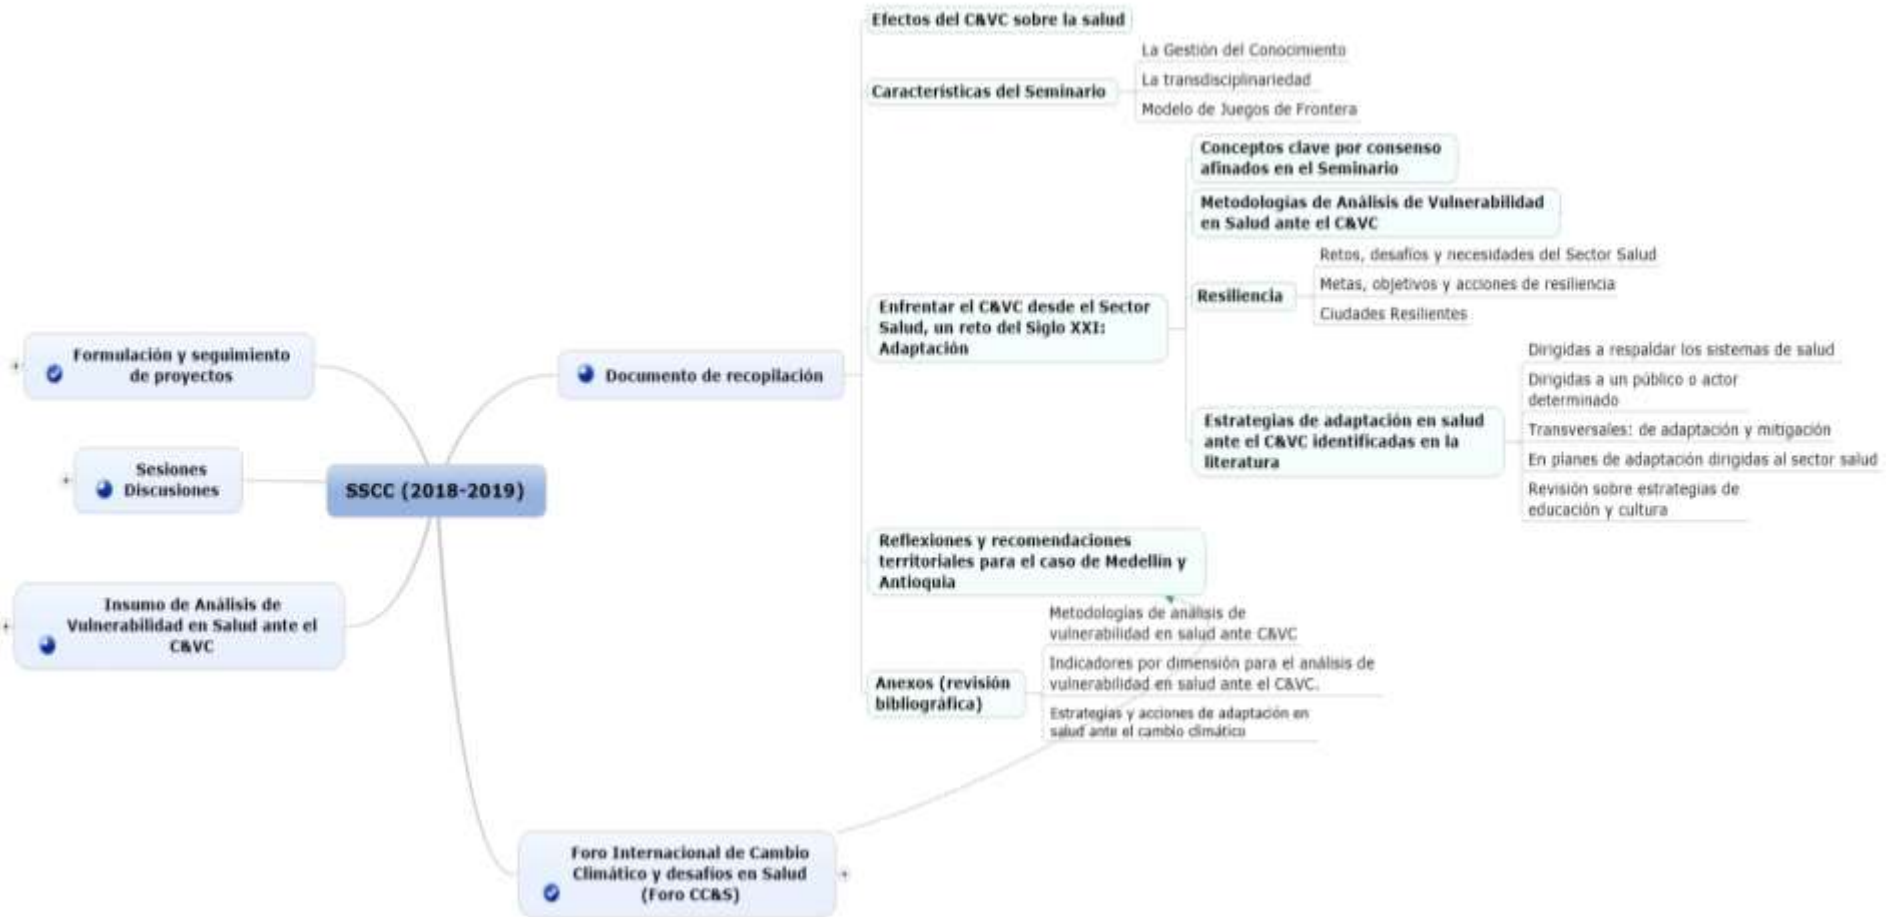 SSCC (2018-2019)
Formulación y seguimiento
de proyectos
Sesiones
Discusiones
Insumo de Análisis de
Vulnerabilidad en Salud ante el
C&VC
Foro Internacional de Cambio
Climático y desafíos en Salud
(Foro CC&S)
Documento de recopilación
Efectos del C&VC sobre la salud
Características del Seminario
La Gestión del Conocimiento
La transdisciplinariedad
Modelo de Juegos de Frontera
Enfrentar el C&VC desde el Sector
Salud, un reto del Siglo XXI:
Adaptación
Conceptos clave por consenso
afinados en el Seminario
Metodologías de Análisis de Vulnerabilidad
en Salud ante el C&VC
Resiliencia
Retos, desafíos y necesidades del Sector Salud
Metas, objetivos y acciones de resiliencia
Ciudades Resilientes
Estrategias de adaptación en salud
ante el C&VC identificadas en la
literatura
Dirigidas a respaldar los sistemas de salud
Dirigidas a un público o actor
determinado
Transversales: de adaptación y mitigación
En planes de adaptación dirigidas al sector salud
Revisión sobre estrategias de
educación y cultura
Reflexiones y recomendaciones
territoriales para el caso de Medellín y
Antioquia
Anexos (revisión
bibliográfica)
Metodologías de análisis de
vulnerabilidad en salud ante C&VC
Indicadores por dimensión para el análisis de
vulnerabilidad en salud ante el C&VC.
Estrategias y acciones de adaptación en
salud ante el cambio climático